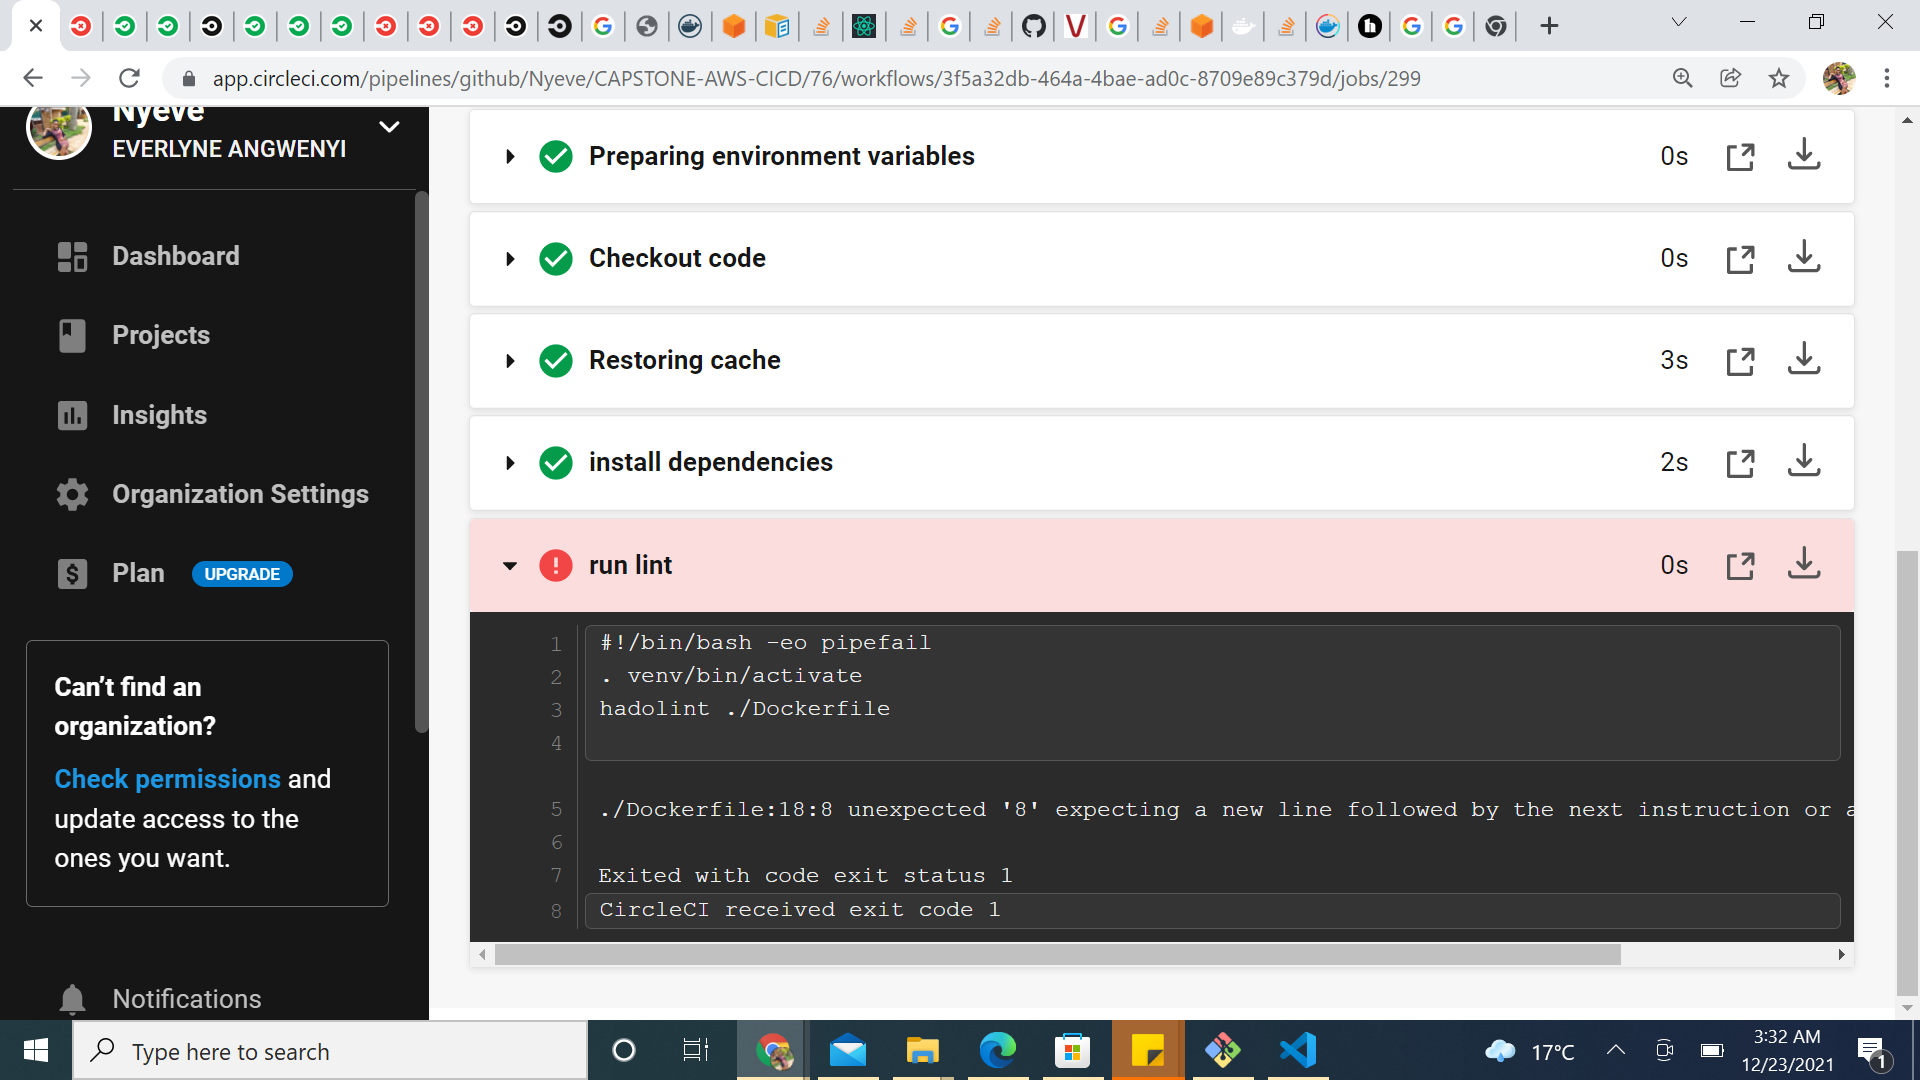 app.circleci.com/pipelines/github/Nyeve/CAPSTONE-AWS-CICD/76/workflows/3f5a32db-464a-4bae-ad0c-8709e89c379d/jobs/299
Nyeve
EVERLYNE ANGWENYI
Dashboard
Projects
Insights
Organization Settings
Plan UPGRADE
Can’t find an
organization?
Check permissions and
update access to the
ones you want.
Notifications
Preparing environment variables 0s
Checkout code 0s
Restoring cache 3s
install dependencies 2s
run lint 0s
1 #!/bin/bash -eo pipefail
2 . venv/bin/activate
3 hadolint ./Dockerfile
4
5 ./Dockerfile:18:8 unexpected '8' expecting a new line followed by the next instruction or a
6
7 Exited with code exit status 1
8 CircleCI received exit code 1
Type here to search
17°C
3:32 AM
12/23/2021
1